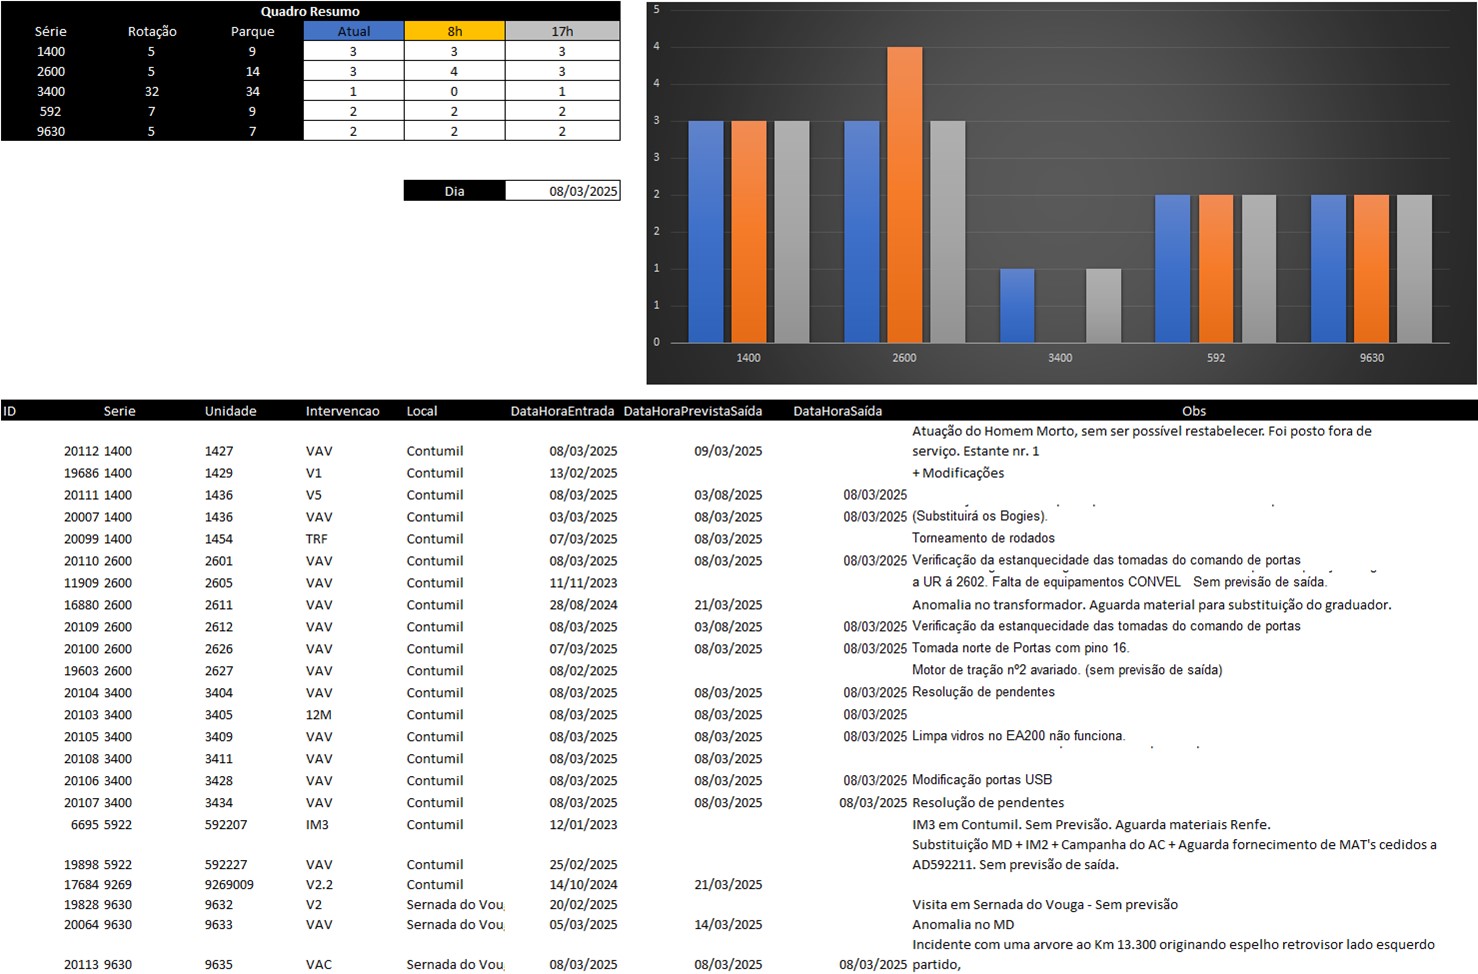 Quadro Resumo
Série Rotação Parque Atual 8h 17h
1400 5 9 3 3 3
2600 5 14 3 4 3
3400 32 34 1 0 1
592 7 9 2 2 2
9630 5 7 2 2 2
Dia 08/03/2025
5
4
4
3
3
2
2
1
1
0
1400 2600 3400 592 9630
ID Serie Unidade Intervencao Local DataHoraEntrada DataHoraPrevistaSaída DataHoraSaída Obs
Atuação do Homem Morto, sem ser possível restabelecer. Foi posto fora de
20112 1400 1427 VAV Contumil 08/03/2025 09/03/2025 serviço. Estante nr. 1
19686 1400 1429 V1 Contumil 13/02/2025 + Modificações
20111 1400 1436 V5 Contumil 08/03/2025 03/08/2025 08/03/2025
20007 1400 1436 VAV Contumil 03/03/2025 08/03/2025 08/03/2025 (Substituirá os Bogies).
20099 1400 1454 TRF Contumil 07/03/2025 08/03/2025 Torneamento de rodados
20110 2600 2601 VAV Contumil 08/03/2025 08/03/2025 08/03/2025 Verificação da estanquecidade das tomadas do comando de portas
11909 2600 2605 VAV Contumil 11/11/2023 a UR á 2602. Falta de equipamentos CONVEL Sem previsão de saída.
16880 2600 2611 VAV Contumil 28/08/2024 21/03/2025 Anomalia no transformador. Aguarda material para substituição do graduador.
20109 2600 2612 VAV Contumil 08/03/2025 03/08/2025 08/03/2025 Verificação da estanquecidade das tomadas do comando de portas
20100 2600 2626 VAV Contumil 07/03/2025 08/03/2025 08/03/2025 Tomada norte de Portas com pino 16.
19603 2600 2627 VAV Contumil 08/02/2025 Motor de tração nº2 avariado. (sem previsão de saída)
20104 3400 3404 VAV Contumil 08/03/2025 08/03/2025 08/03/2025 Resolução de pendentes
20103 3400 3405 12M Contumil 08/03/2025 08/03/2025 08/03/2025
20105 3400 3409 VAV Contumil 08/03/2025 08/03/2025 08/03/2025 Limpa vidros no EA200 não funciona.
20108 3400 3411 VAV Contumil 08/03/2025 08/03/2025
20106 3400 3428 VAV Contumil 08/03/2025 08/03/2025 08/03/2025 Modificação portas USB
20107 3400 3434 VAV Contumil 08/03/2025 08/03/2025 08/03/2025 Resolução de pendentes
6695 5922 592207 IM3 Contumil 12/01/2023 IM3 em Contumil. Sem Previsão. Aguarda materiais Renfe.
Substituição MD + IM2 + Campanha do AC + Aguarda fornecimento de MAT's cedidos a
19898 5922 592227 VAV Contumil 25/02/2025 AD592211. Sem previsão de saída.
17684 9269 9269009 V2.2 Contumil 14/10/2024 21/03/2025
19828 9630 9632 V2 Sernada do Vou 20/02/2025 Visita em Sernada do Vouga - Sem previsão
20064 9630 9633 VAV Sernada do Vou 05/03/2025 14/03/2025 Anomalia no MD
Incidente com uma arvore ao Km 13.300 originando espelho retrovisor lado esquerdo
20113 9630 9635 VAC Sernada do Vou 08/03/2025 08/03/2025 08/03/2025 partido,